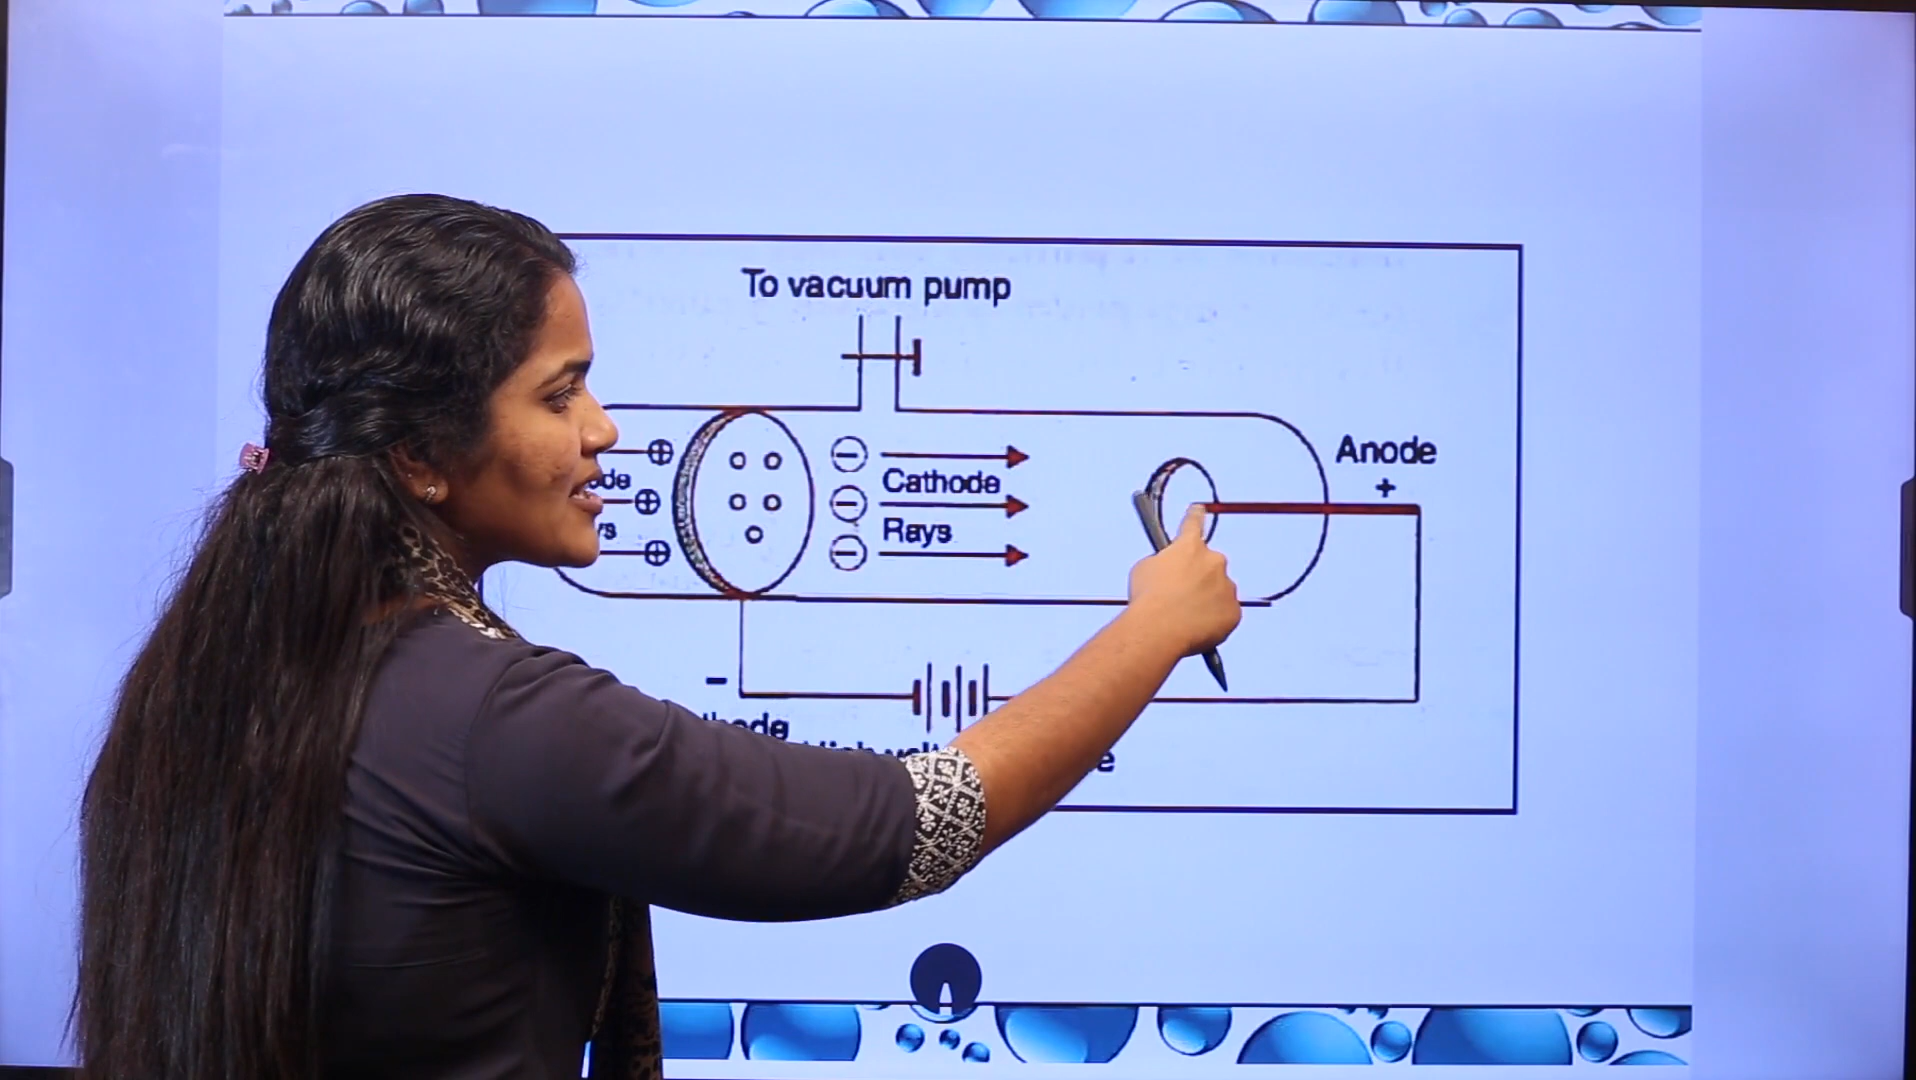 To vacuum pump
Anode
+
Cathode
Rays
-